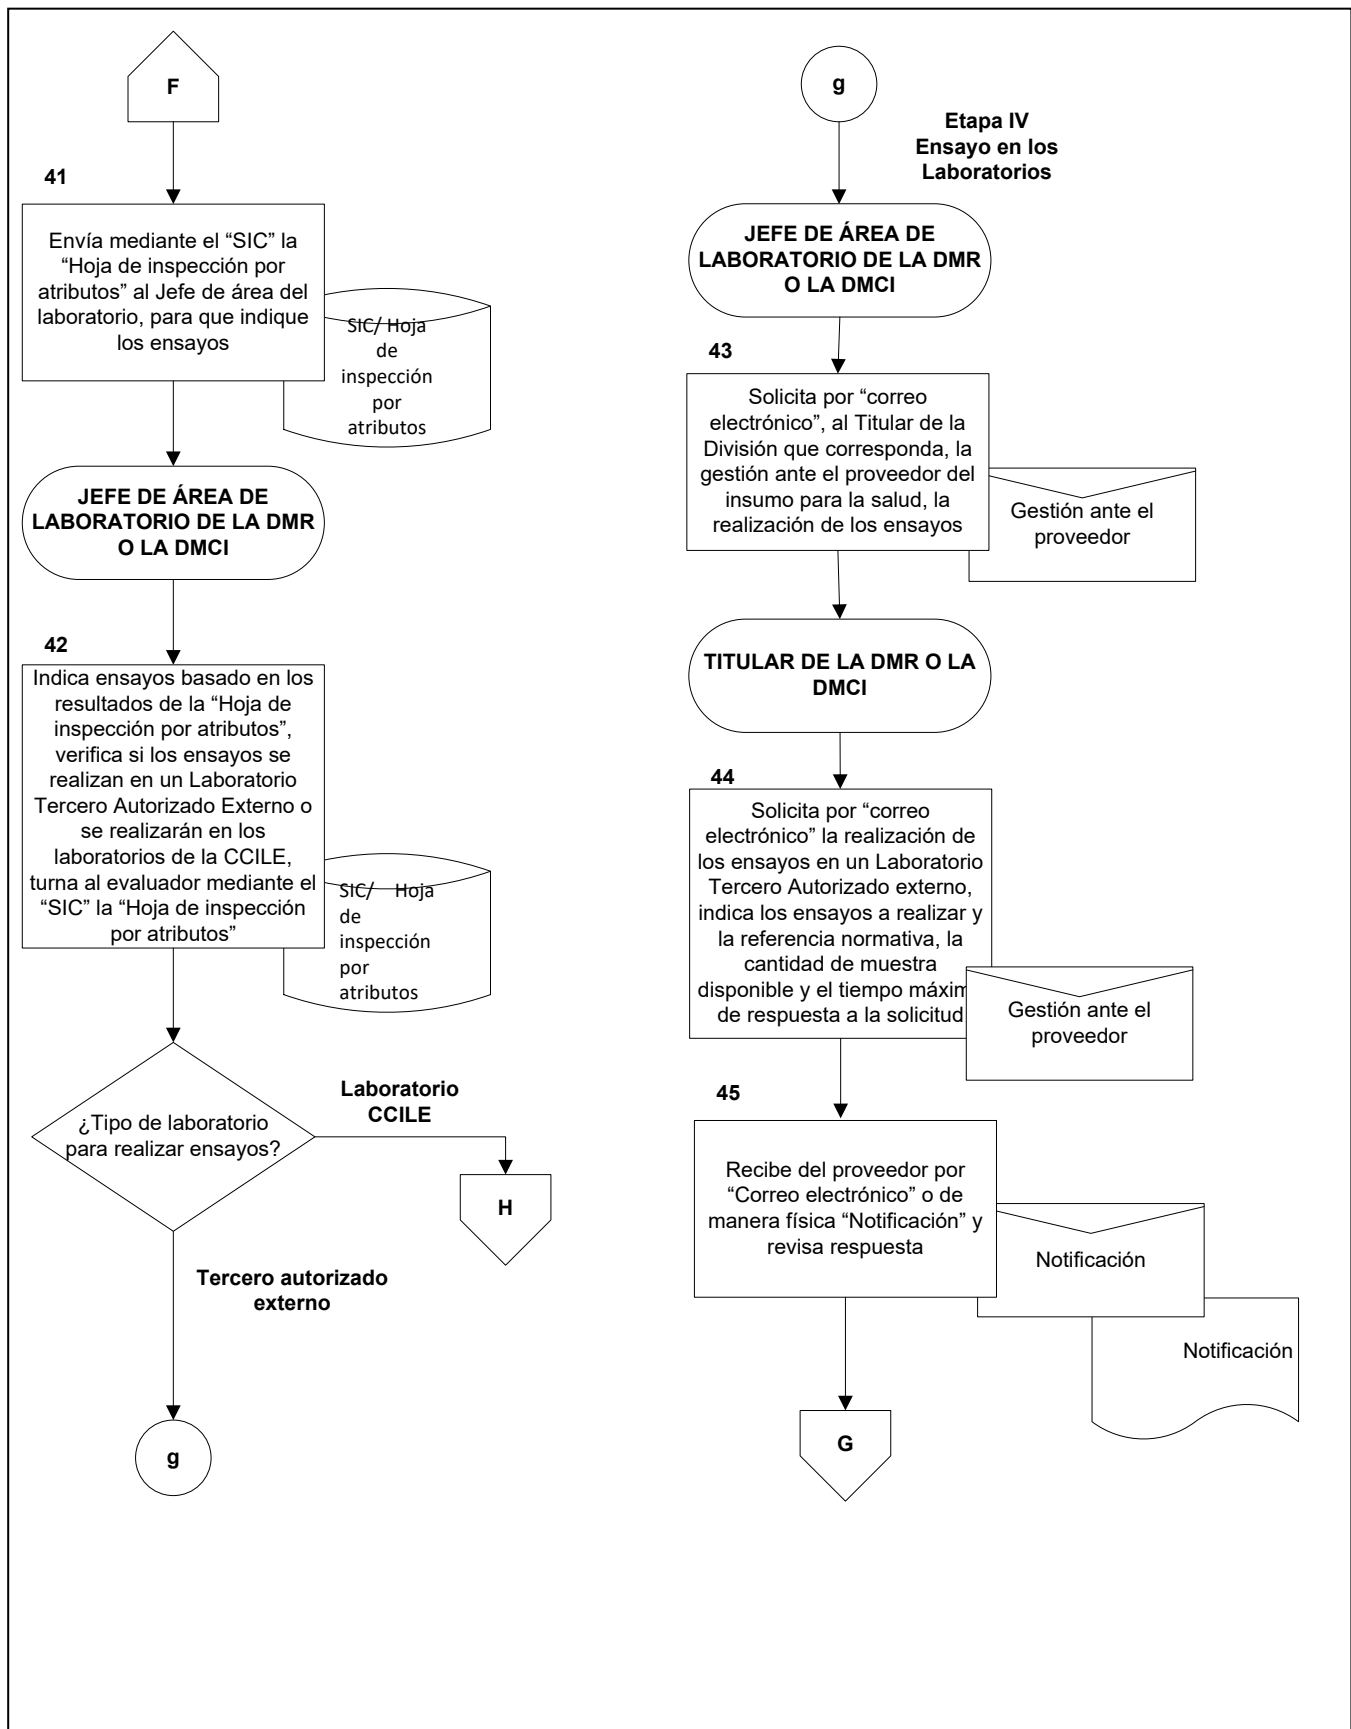 F
41
Envía mediante el “SIC” la
“Hoja de inspección por
atributos” al Jefe de área del
laboratorio, para que indique
los ensayos
SIC/ Hoja
de
inspección
por
atributos
JEFE DE ÁREA DE
LABORATORIO DE LA DMR
O LA DMCI
42
Indica ensayos basado en los
resultados de la “Hoja de
inspección por atributos”,
verifica si los ensayos se
realizan en un Laboratorio
Tercero Autorizado Externo o
se realizarán en los
laboratorios de la CCILE,
turna al evaluador mediante el
“SIC” la “Hoja de inspección
por atributos”
SIC/ Hoja
de
inspección
por
atributos
¿Tipo de laboratorio
para realizar ensayos?
Laboratorio
CCILE
H
Tercero autorizado
externo
g
g
Etapa IV
Ensayo en los
Laboratorios
JEFE DE ÁREA DE
LABORATORIO DE LA DMR
O LA DMCI
43
Solicita por “correo
electrónico”, al Titular de la
División que corresponda, la
gestión ante el proveedor del
insumo para la salud, la
realización de los ensayos
Gestión ante el
proveedor
TITULAR DE LA DMR O LA
DMCI
44
Solicita por “correo
electrónico” la realización de
los ensayos en un Laboratorio
Tercero Autorizado externo,
indica los ensayos a realizar y
la referencia normativa, la
cantidad de muestra
disponible y el tiempo máxim
de respuesta a la solicitud
Gestión ante el
proveedor
45
Recibe del proveedor por
“Correo electrónico” o de
manera física “Notificación” y
revisa respuesta
Notificación
Notificación
G